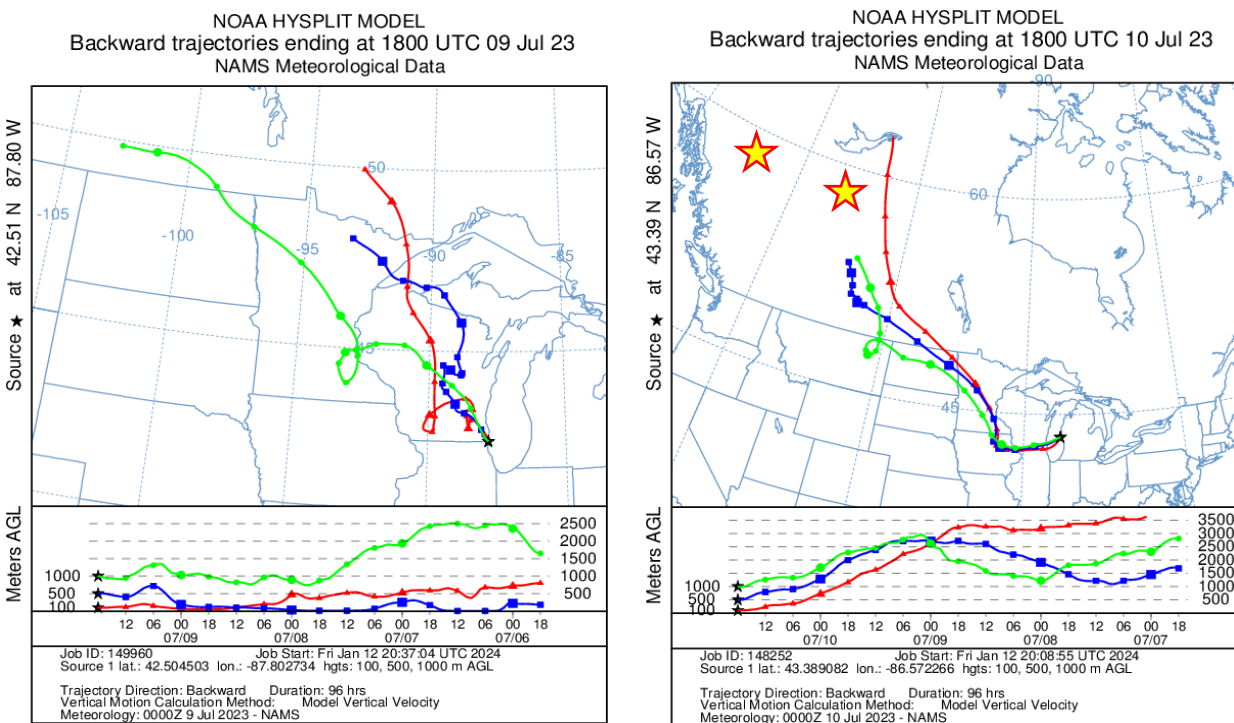 NOAA HYSPLIT MODEL
Backward trajectories ending at 1800 UTC 09 Jul 23
NAMS Meteorological Data
Source ★ at 42.51 N 87.80 W
-105
-100
-95
-90
-85
50
45
Meters AGL
1000
500
100
2500
2000
1500
1000
500
12 06 00 18 12 06 00 18 12 06 00 18 12 06 00 18
07/09 07/08 07/07 07/06
Job ID: 149960 Job Start: Fri Jan 12 20:37:04 UTC 2024
Source 1 lat.: 42.504503 lon.: -87.802734 hgts: 100, 500, 1000 m AGL
Trajectory Direction: Backward Duration: 96 hrs
Vertical Motion Calculation Method: Model Vertical Velocity
Meteorology: 0000Z 9 Jul 2023 - NAMS
NOAA HYSPLIT MODEL
Backward trajectories ending at 1800 UTC 10 Jul 23
NAMS Meteorological Data
Source ★ at 43.39 N 86.57 W
-90
60
45
Meters AGL
1000
500
100
3500
3000
2500
2000
1500
1000
500
12 06 00 18 12 06 00 18 12 06 00 18 12 06 00 18
07/10 07/09 07/08 07/07
Job ID: 148252 Job Start: Fri Jan 12 20:08:55 UTC 2024
Source 1 lat.: 43.389082 lon.: -86.572266 hgts: 100, 500, 1000 m AGL
Trajectory Direction: Backward Duration: 96 hrs
Vertical Motion Calculation Method: Model Vertical Velocity
Meteorology: 0000Z 10 Jul 2023 - NAMS